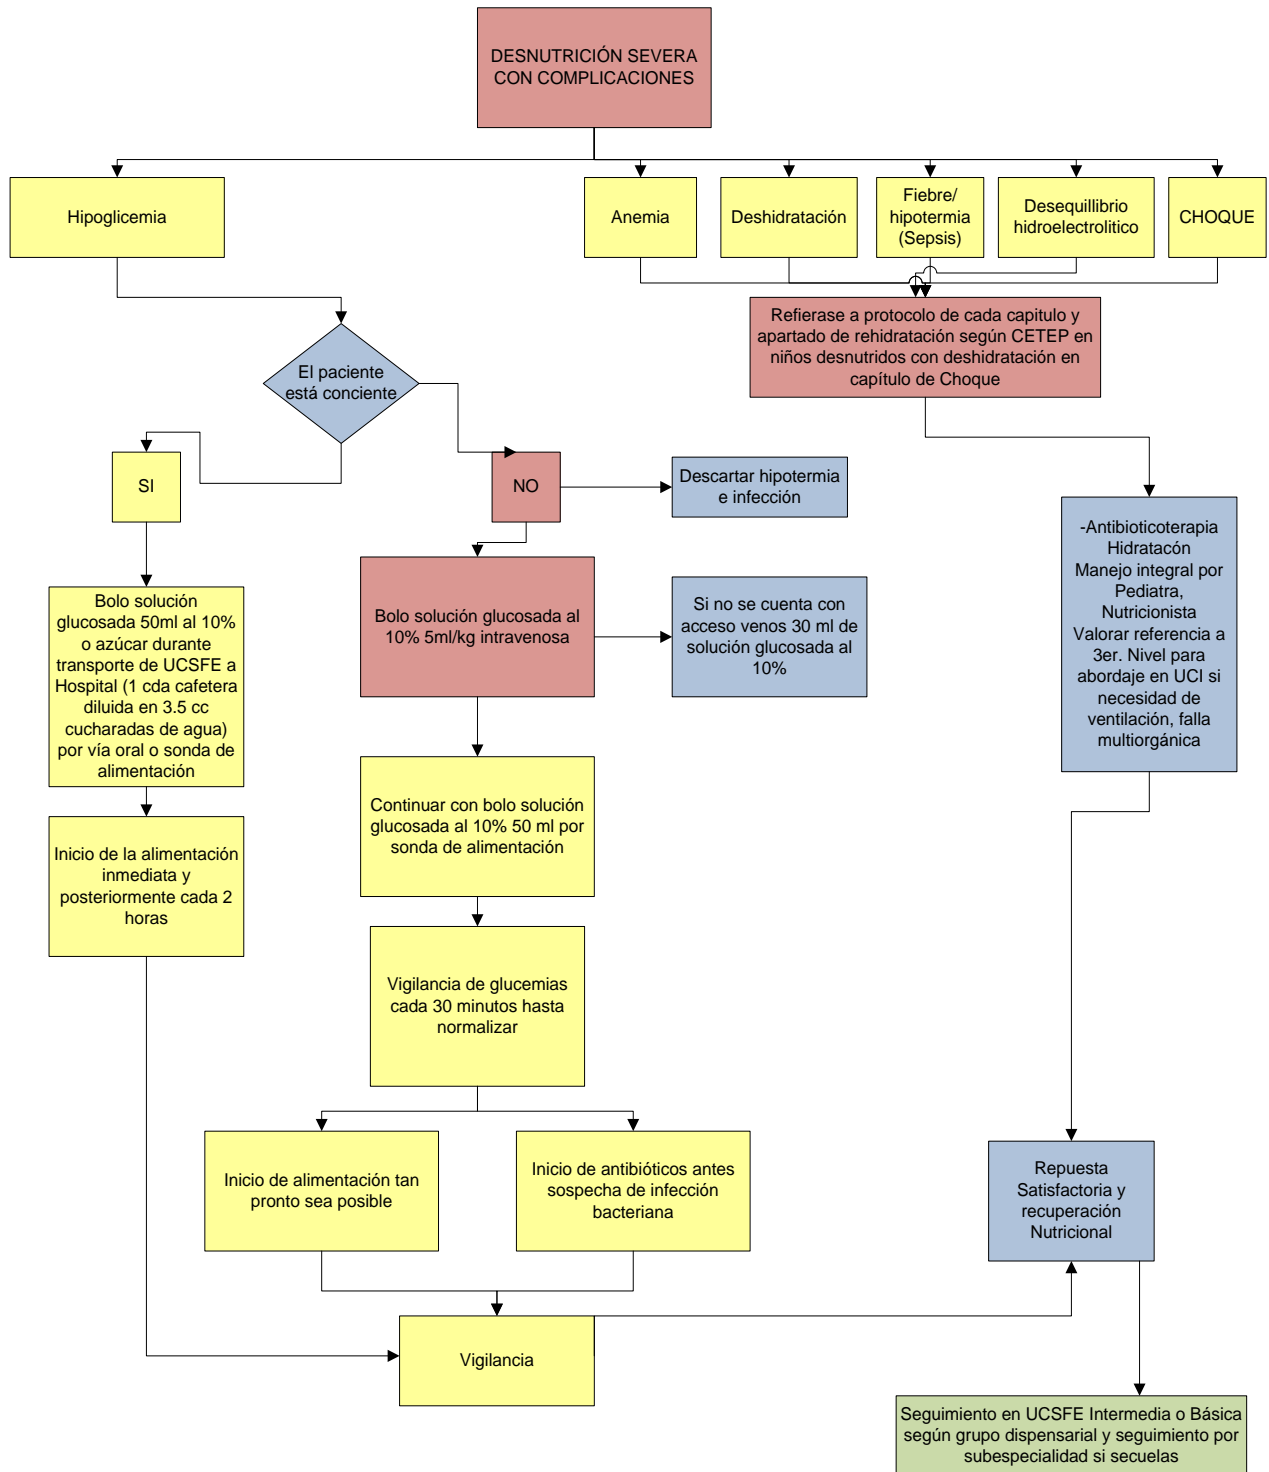 DESNUTRICIÓN SEVERA
CON COMPLICACIONES
Hipoglicemia
Anemia
Deshidratación
Fiebre/
hipotermia
(Sepsis)
Desequillibrio
hidroelectrolitico
CHOQUE
Refierase a protocolo de cada capitulo y
apartado de rehidratación según CETEP en
niños desnutridos con deshidratación en
capítulo de Choque
El paciente
está conciente
SI
NO
Descartar hipotermia
e infección
-Antibioticoterapia
Hidratacón
Manejo integral por
Pediatra,
Nutricionista
Valorar referencia a
3er. Nivel para
abordaje en UCI si
necesidad de
ventilación, falla
multiorgánica
Bolo solución
glucosada 50ml al 10%
o azúcar durante
transporte de UCSFE a
Hospital (1 cda cafetera
diluida en 3.5 cc
cucharadas de agua)
por vía oral o sonda de
alimentación
Bolo solución glucosada al
10% 5ml/kg intravenosa
Si no se cuenta con
acceso venos 30 ml de
solución glucosada al
10%
Continuar con bolo solución
glucosada al 10% 50 ml por
sonda de alimentación
Inicio de la alimentación
inmediata y
posteriormente cada 2
horas
Vigilancia de glucemias
cada 30 minutos hasta
normalizar
Inicio de alimentación tan
pronto sea posible
Inicio de antibióticos antes
sospecha de infección
bacteriana
Repuesta
Satisfactoria y
recuperación
Nutricional
Vigilancia
Seguimiento en UCSFE Intermedia o Básica
según grupo dispensarial y seguimiento por
subespecialidad si secuelas